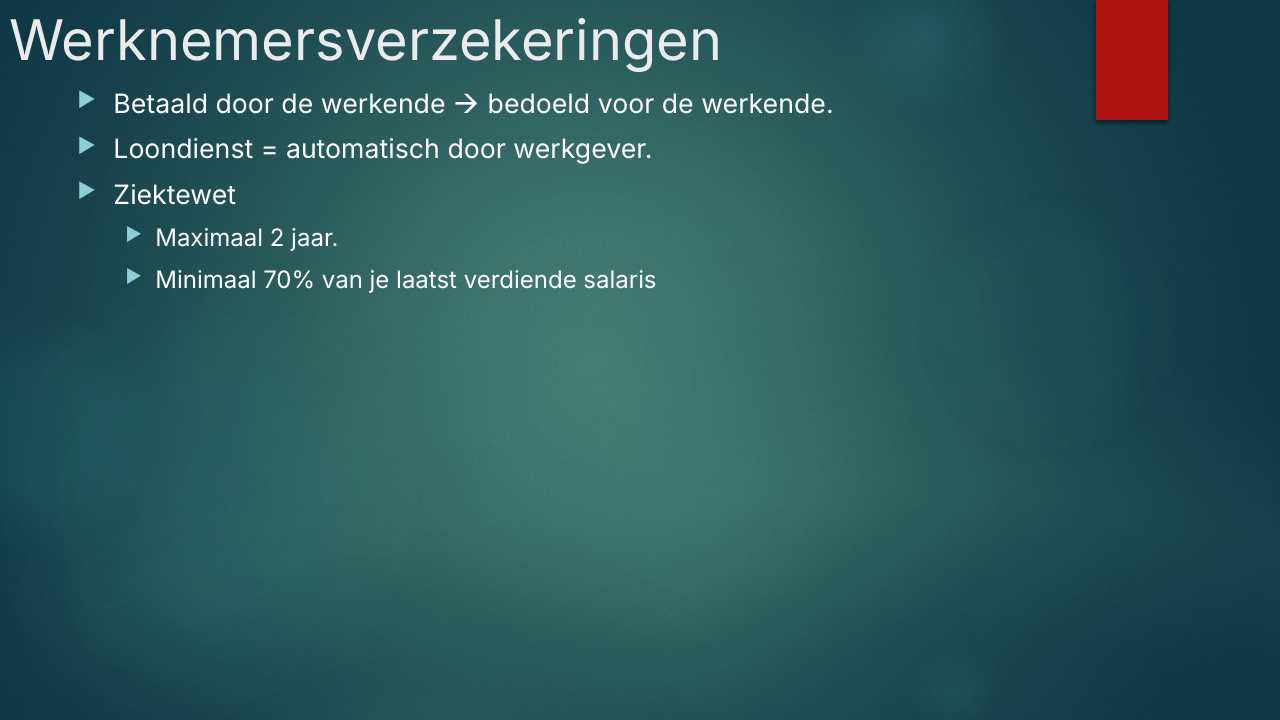 Werknemersverzekeringen
Betaald door de werkende → bedoeld voor de werkende.
Loondienst = automatisch door werkgever.
Ziektewet
Maximaal 2 jaar.
Minimaal 70% van je laatst verdiende salaris